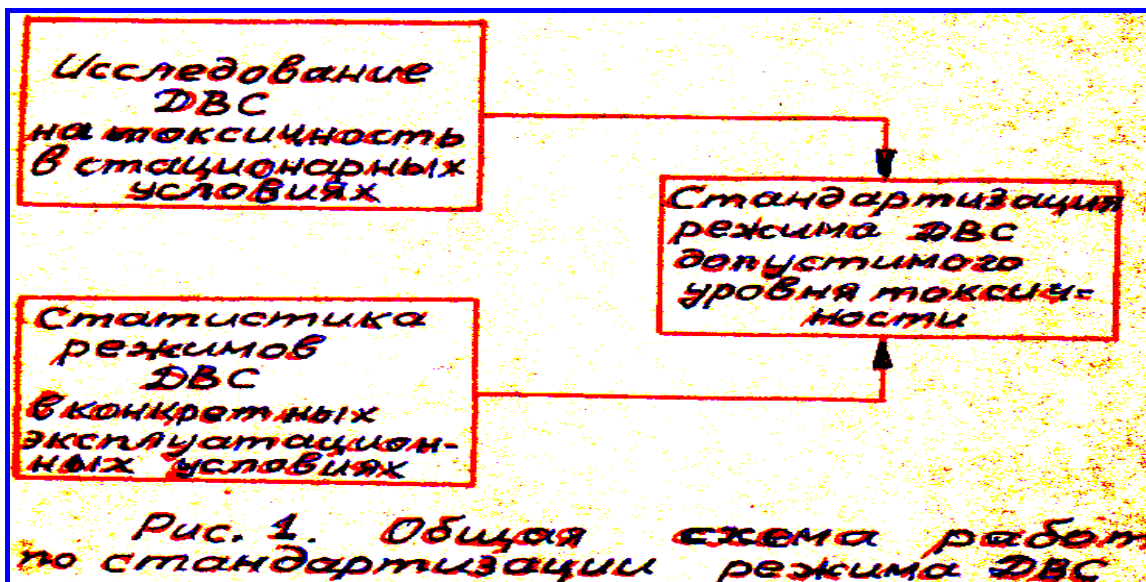 Исследование
ДВС
на токсичность
в стационарных
условиях
Стандартизация
режима ДВС
допустимого
уровня токсич-
ности
Статистика
режимов
ДВС
в конкретных
эксплуатацион-
ных условиях
Рис. 1. Общая схема работ
по стандартизации режима ДВС